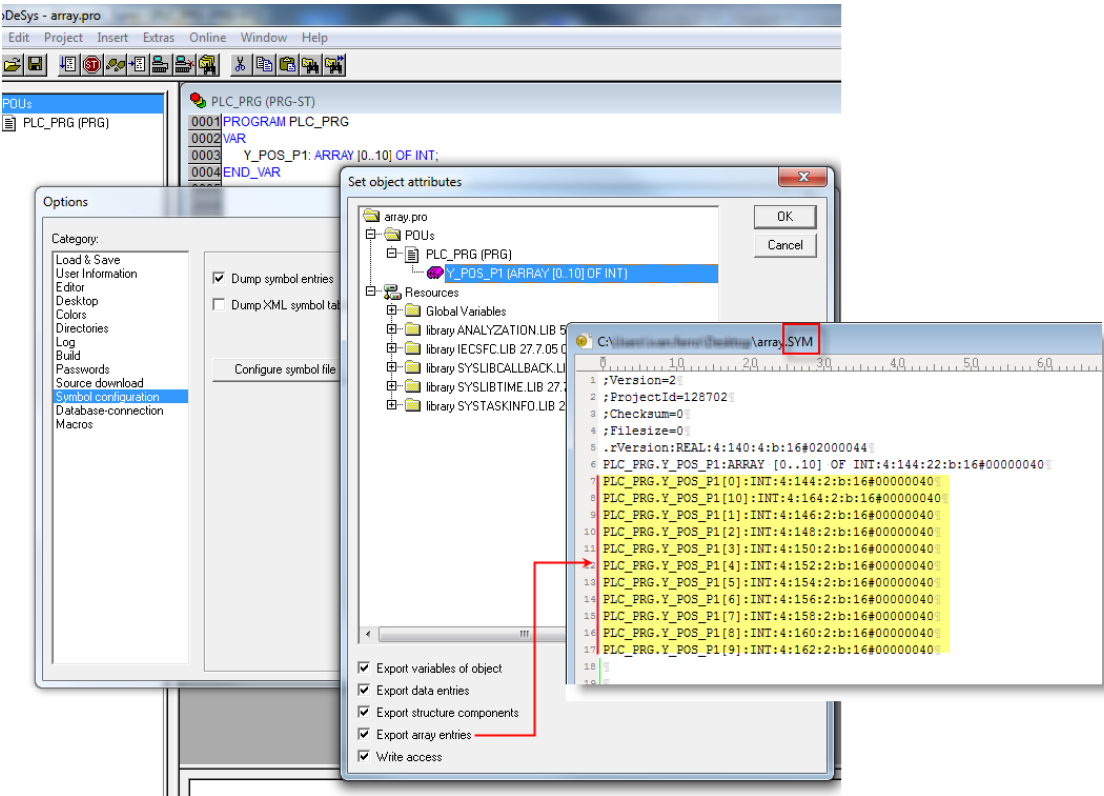 DeSys - array.pro
Edit Project Insert Extras Online Window Help
POUs
PLC_PRG (PRG)
PLC_PRG (PRG-ST)
0001 PROGRAM PLC_PRG
0002 VAR
0003 Y_POS_P1: ARRAY [0..10] OF INT;
0004 END_VAR
Options
Category:
Load & Save
User Information
Editor
Desktop
Colors
Directories
Log
Build
Passwords
Source download
Symbol configuration
Database-connection
Macros
Dump symbol entries
Dump XML symbol tab
Configure symbol file
Set object attributes
array.pro
POUs
PLC_PRG (PRG)
Y_POS_P1 (ARRAY [0..10] OF INT)
Resources
Global Variables
library ANALYZATION.LIB 5
library IECSFC.LIB 27.7.05 0
library SYSLIBCALLBACK.LI
library SYSLIBTIME.LIB 27.7
library SYSTASKINFO.LIB 2
OK
Cancel
Export variables of object
Export data entries
Export structure components
Export array entries
Write access
C:\ \array.SYM
0 10 20 30 40 50 60
1 ;Version=2¶
2 ;ProjectId=128702¶
3 ;Checksum=0¶
4 ;Filesize=0¶
5 .rVersion:REAL:4:140:4:b:16#02000044¶
6 PLC_PRG.Y_POS_P1:ARRAY [0..10] OF INT:4:144:22:b:16#00000040¶
7 PLC_PRG.Y_POS_P1[0]:INT:4:144:2:b:16#00000040¶
8 PLC_PRG.Y_POS_P1[10]:INT:4:164:2:b:16#00000040¶
9 PLC_PRG.Y_POS_P1[1]:INT:4:146:2:b:16#00000040¶
10 PLC_PRG.Y_POS_P1[2]:INT:4:148:2:b:16#00000040¶
11 PLC_PRG.Y_POS_P1[3]:INT:4:150:2:b:16#00000040¶
12 PLC_PRG.Y_POS_P1[4]:INT:4:152:2:b:16#00000040¶
13 PLC_PRG.Y_POS_P1[5]:INT:4:154:2:b:16#00000040¶
14 PLC_PRG.Y_POS_P1[6]:INT:4:156:2:b:16#00000040¶
15 PLC_PRG.Y_POS_P1[7]:INT:4:158:2:b:16#00000040¶
16 PLC_PRG.Y_POS_P1[8]:INT:4:160:2:b:16#00000040¶
17 PLC_PRG.Y_POS_P1[9]:INT:4:162:2:b:16#00000040¶
18 ¶
19 ¶